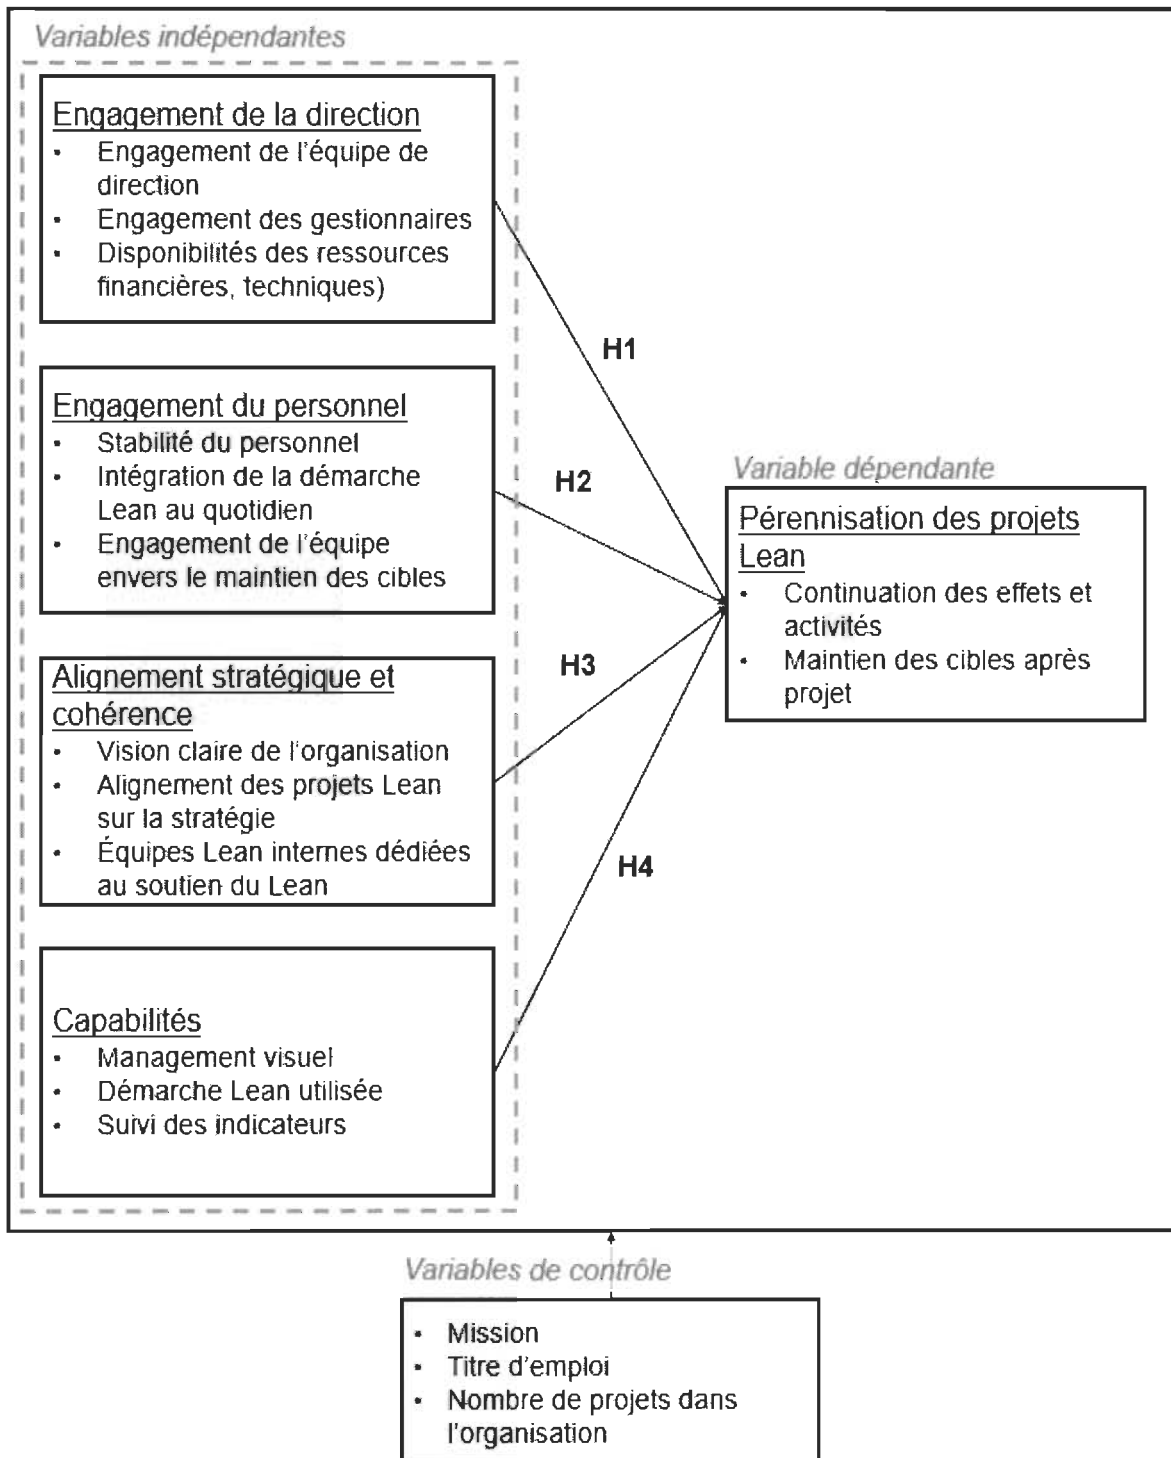 Variables indépendantes
Engagement de la direction
• Engagement de l'équipe de
direction
• Engagement des gestionnaires
• Disponibilités des ressources
financières, techniques)
H1
Engagement du personnel
• Stabilité du personnel
• Intégration de la démarche
Lean au quotidien
• Engagement de l'équipe
envers le maintien des cibles
H2
Variable dépendante
Pérennisation des projets
Lean
• Continuation des effets et
activités
• Maintien des cibles après
projet
H3
Alignement stratégique et
cohérence
• Vision claire de l'organisation
• Alignement des projets Lean
sur la stratégie
• Équipes Lean internes dédiées
au soutien du Lean
H4
Capabilités
• Management visuel
• Démarche Lean utilisée
• Suivi des indicateurs
Variables de contrôle
• Mission
• Titre d'emploi
• Nombre de projets dans
l'organisation